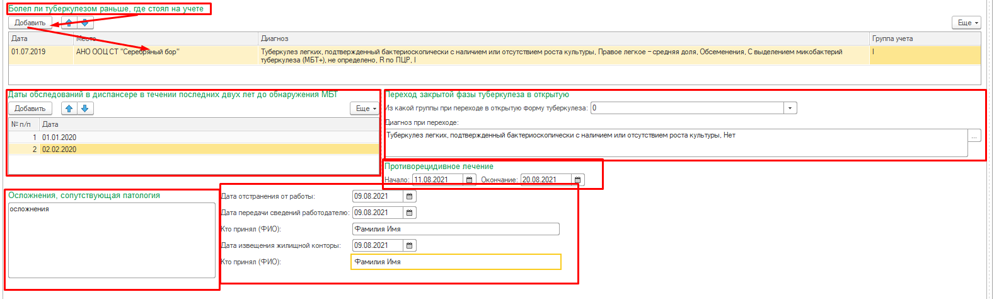 Болел ли туберкулезом раньше, где стоял на учете
Добавить
Еще
Дата Место Диагноз Группа учета
01.07.2019 АНО ООЦ СТ "Серебряный бор" Туберкулез легких, подтвержденный бактериоскопически с наличием или отсутствием роста культуры, Правое легкое – средняя доля, Обсеменения, С выделением микобактерий I
туберкулеза (МБТ+), не определено, R по ПЦР, I
Даты обследований в диспансере в течении последних двух лет до обнаружения МБТ
Добавить
Еще
№ п/п Дата
1 01.01.2020
2 02.02.2020
Переход закрытой фазы туберкулеза в открытую
Из какой группы при переходе в открытую форму туберкулеза: 0
Диагноз при переходе:
Туберкулез легких, подтвержденный бактериоскопически с наличием или отсутствием роста культуры, Нет
...
Противорецидивное лечение
Начало: 11.08.2021 Окончание: 20.08.2021
Осложнения, сопутствующая патология
осложнения
Дата отстранения от работы: 09.08.2021
Дата передачи сведений работодателю: 09.08.2021
Кто принял (ФИО): Фамилия Имя
Дата извещения жилищной конторы: 09.08.2021
Кто принял (ФИО): Фамилия Имя